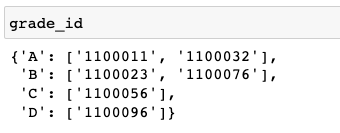 grade_id
{'A': ['1100011', '1100032'],
 'B': ['1100023', '1100076'],
 'C': ['1100056'],
 'D': ['1100096']}